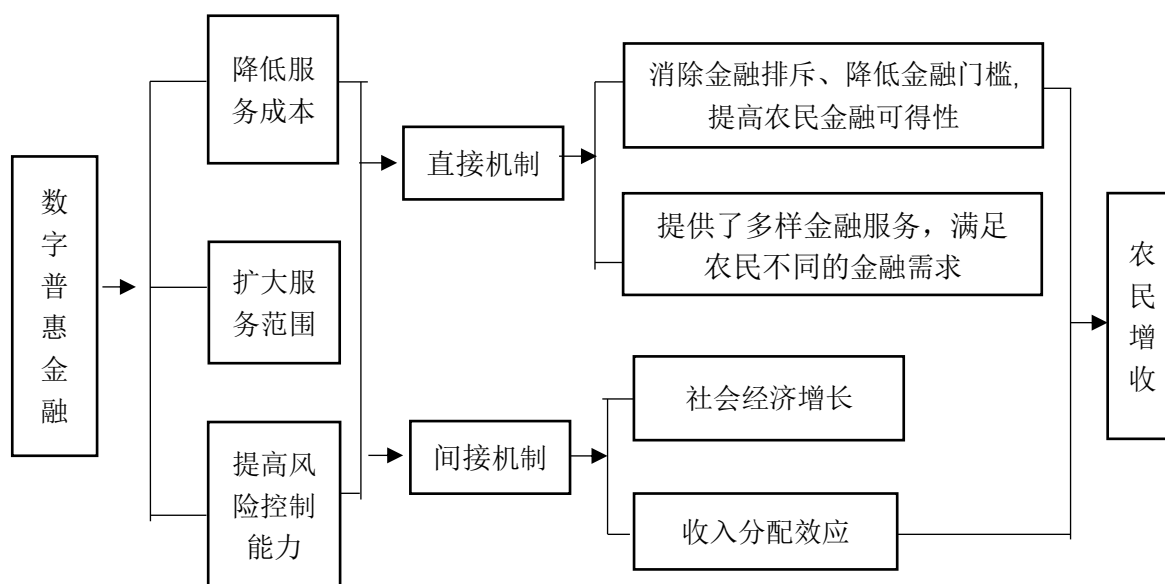 数
字
普
惠
金
融
降低服
务成本
扩大服
务范围
提高风
险控制
能力
直接机制
间接机制
消除金融排斥、降低金融门槛,
提高农民金融可得性
提供了多样金融服务，满足
农民不同的金融需求
社会经济增长
收入分配效应
农
民
增
收